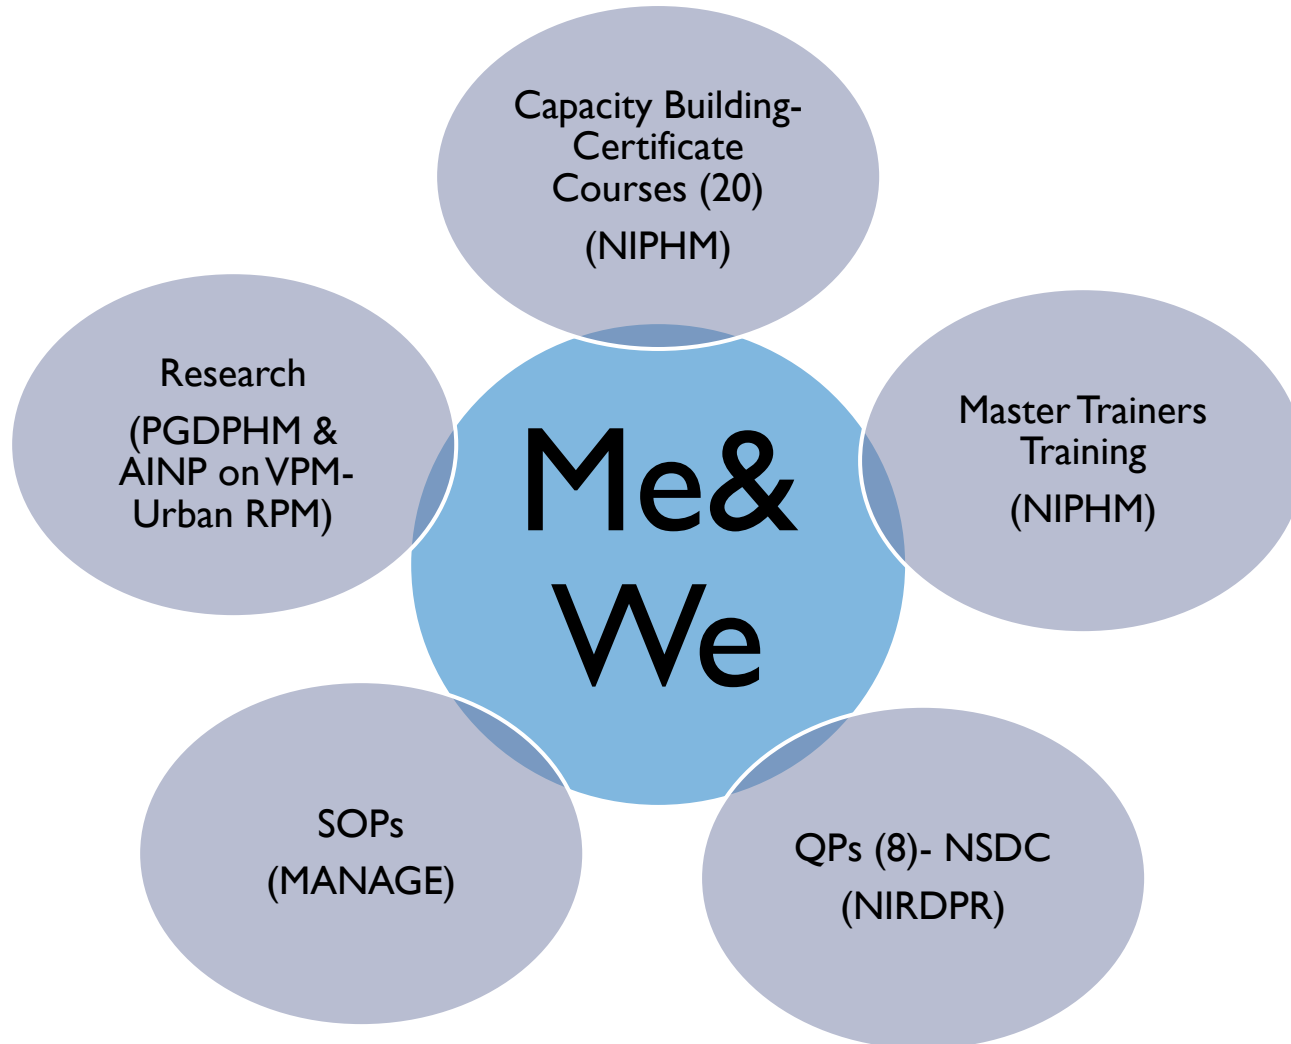 Capacity Building-
Certificate
Courses (20)
(NIPHM)
Research
(PGDPHM &
AINP on VPM-
Urban RPM)
Me&
We
Master Trainers
Training
(NIPHM)
SOPs
(MANAGE)
QPs (8)- NSDC
(NIRDPR)